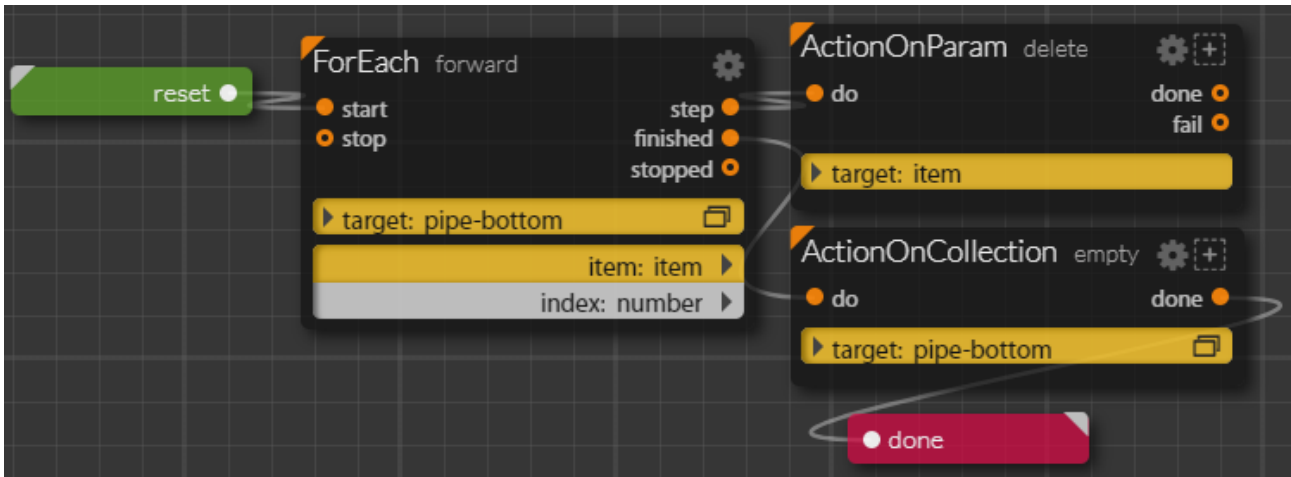 reset
ForEach forward
start
step
stop
finished
stopped
target: pipe-bottom
item: item
index: number
ActionOnParam delete
do
done
fail
target: item
ActionOnCollection empty
do
done
target: pipe-bottom
done